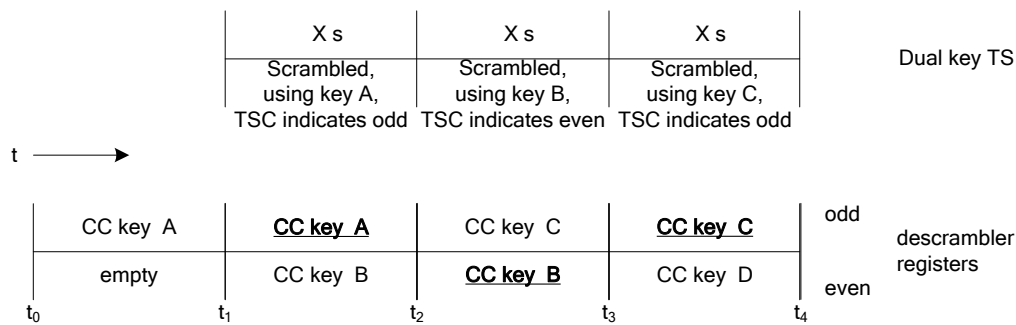 X s X s X s
Dual key TS
Scrambled, Scrambled, Scrambled,
using key A, using key B, using key C,
TSC indicates odd TSC indicates even TSC indicates odd
t
CC key A CC key A CC key C CC key C
odd
descrambler
registers
empty CC key B CC key B CC key D
even
t0 t1 t2 t3 t4